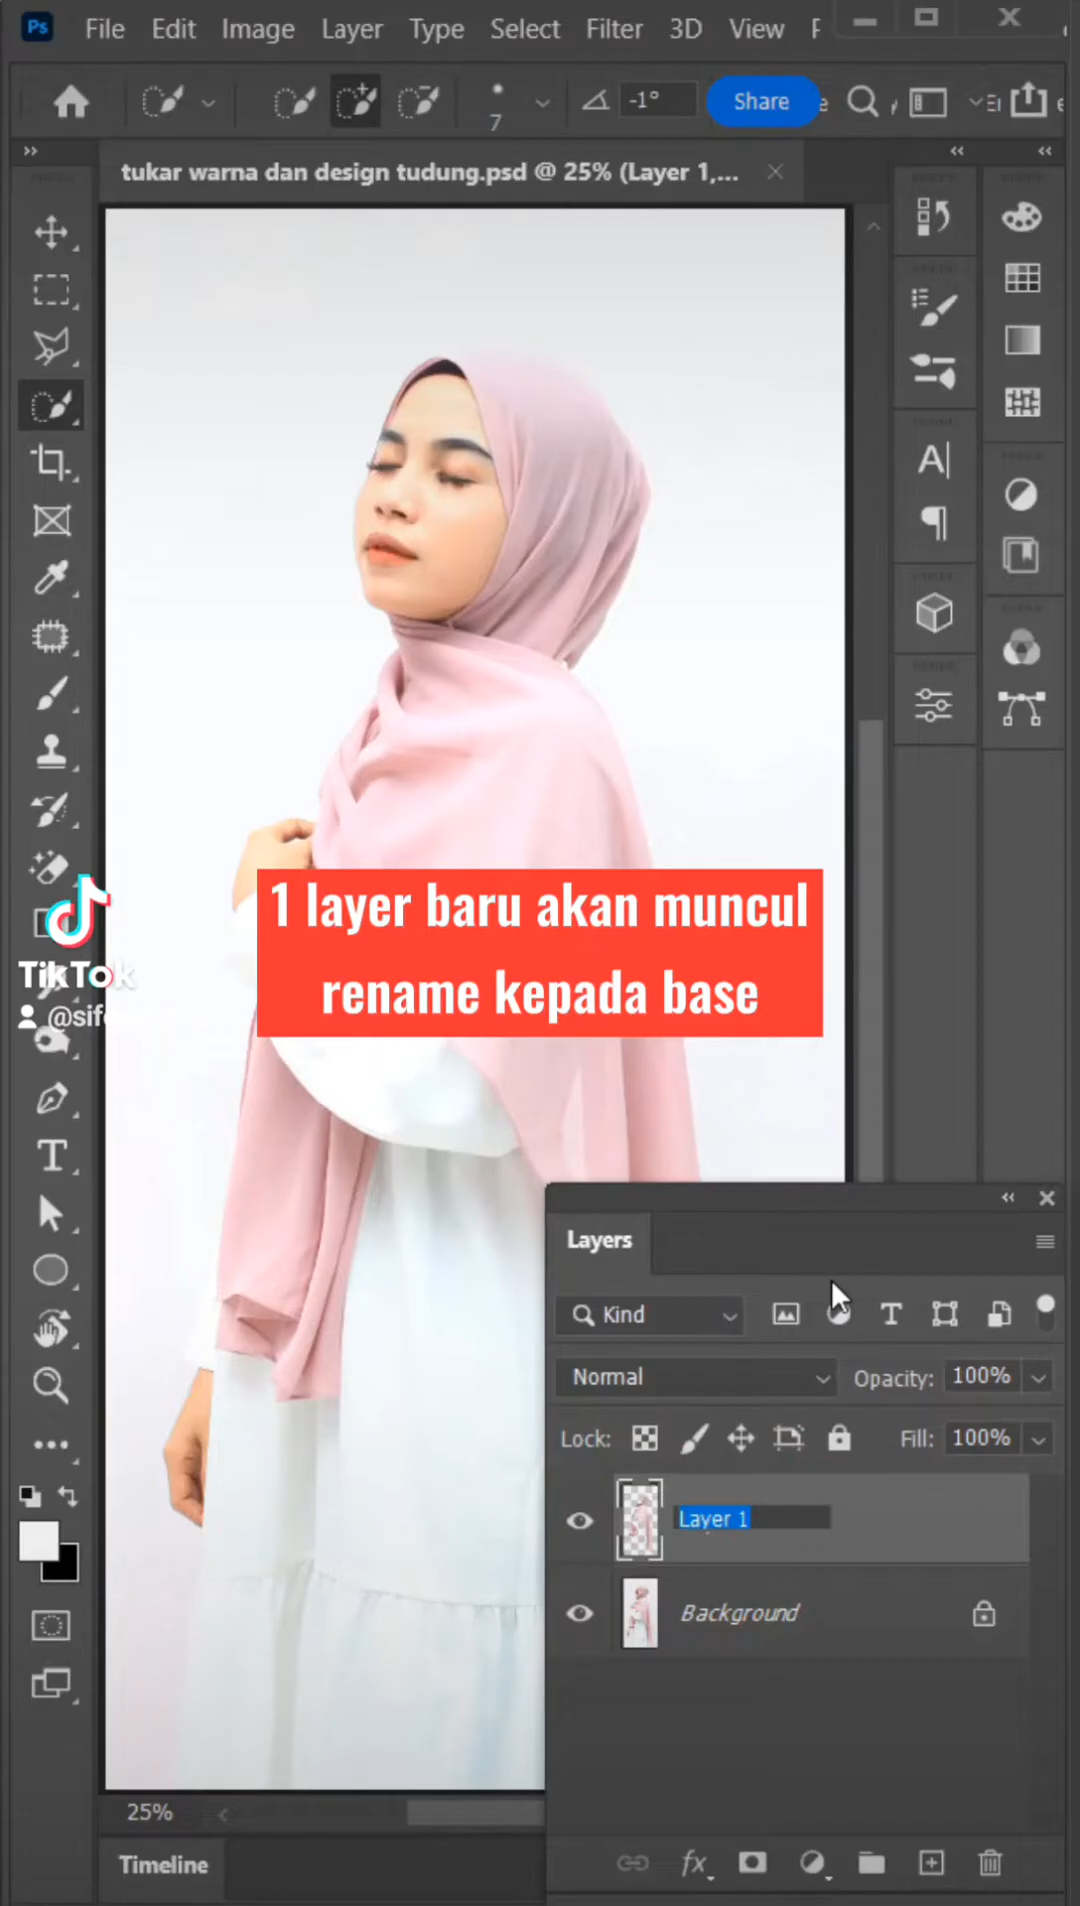 Ps File Edit Image Layer Type Select Filter 3D View
7 -1° Share
tukar warna dan design tudung.psd @ 25% (Layer 1,...
1 layer baru akan muncul
rename kepada base
TikTok
Layers
Kind
Normal Opacity: 100%
Lock: Fill: 100%
Layer 1
Background
25%
Timeline
fx